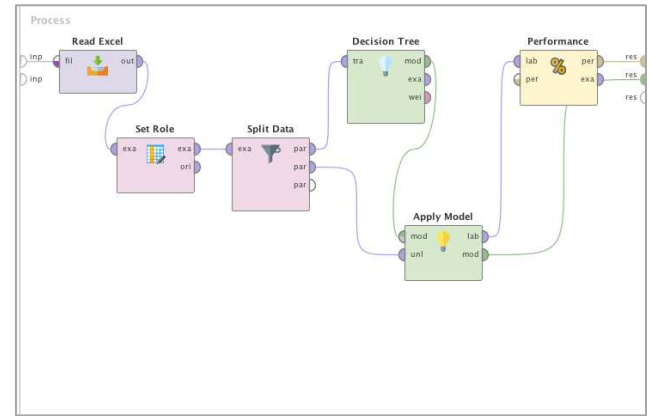 Process
Read Excel
inp
fil
out
inp
Set Role
exa
exa
ori
Split Data
exa
par
par
par
Decision Tree
tra
mod
exa
wei
Apply Model
mod
lab
unl
mod
Performance
lab
per
per
exa
res
res
res